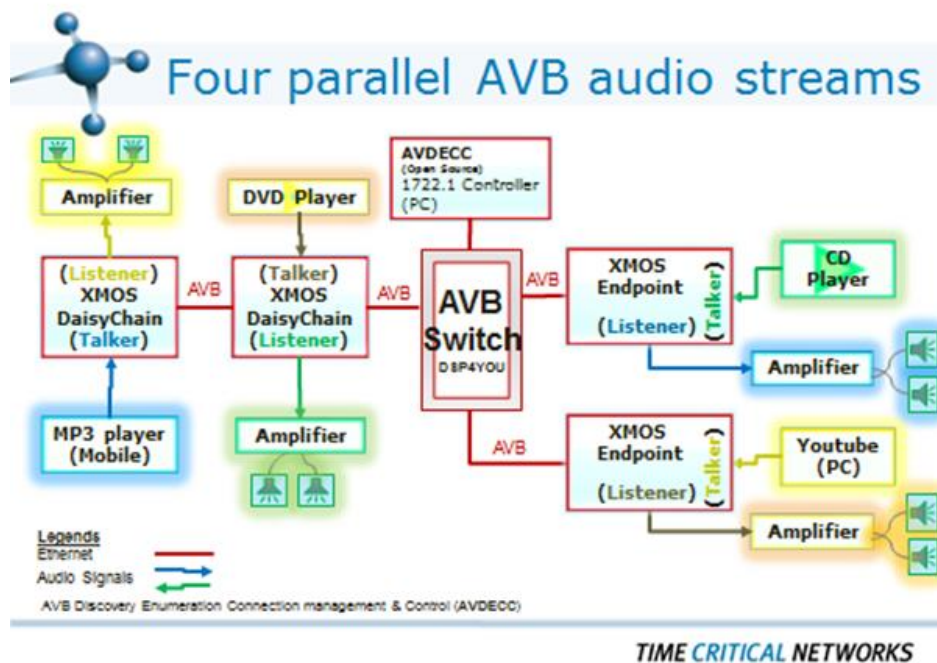 Four parallel AVB audio streams
Amplifier
DVD Player
AVDECC
(Open Source)
1722.1 Controller
(PC)
(Listener)
XMOS
DaisyChain
(Talker)
AVB
(Talker)
XMOS
DaisyChain
(Listener)
AVB
AVB
Switch
DSP4YOU
AVB
XMOS
Endpoint
(Listener)
(Talker)
CD
Player
Amplifier
MP3 player
(Mobile)
Amplifier
AVB
XMOS
Endpoint
(Listener)
(Talker)
Youtube
(PC)
Amplifier
Legends
Ethernet
Audio Signals
AVB Discovery Enumeration Connection management & Control (AVDECC)
TIME CRITICAL NETWORKS